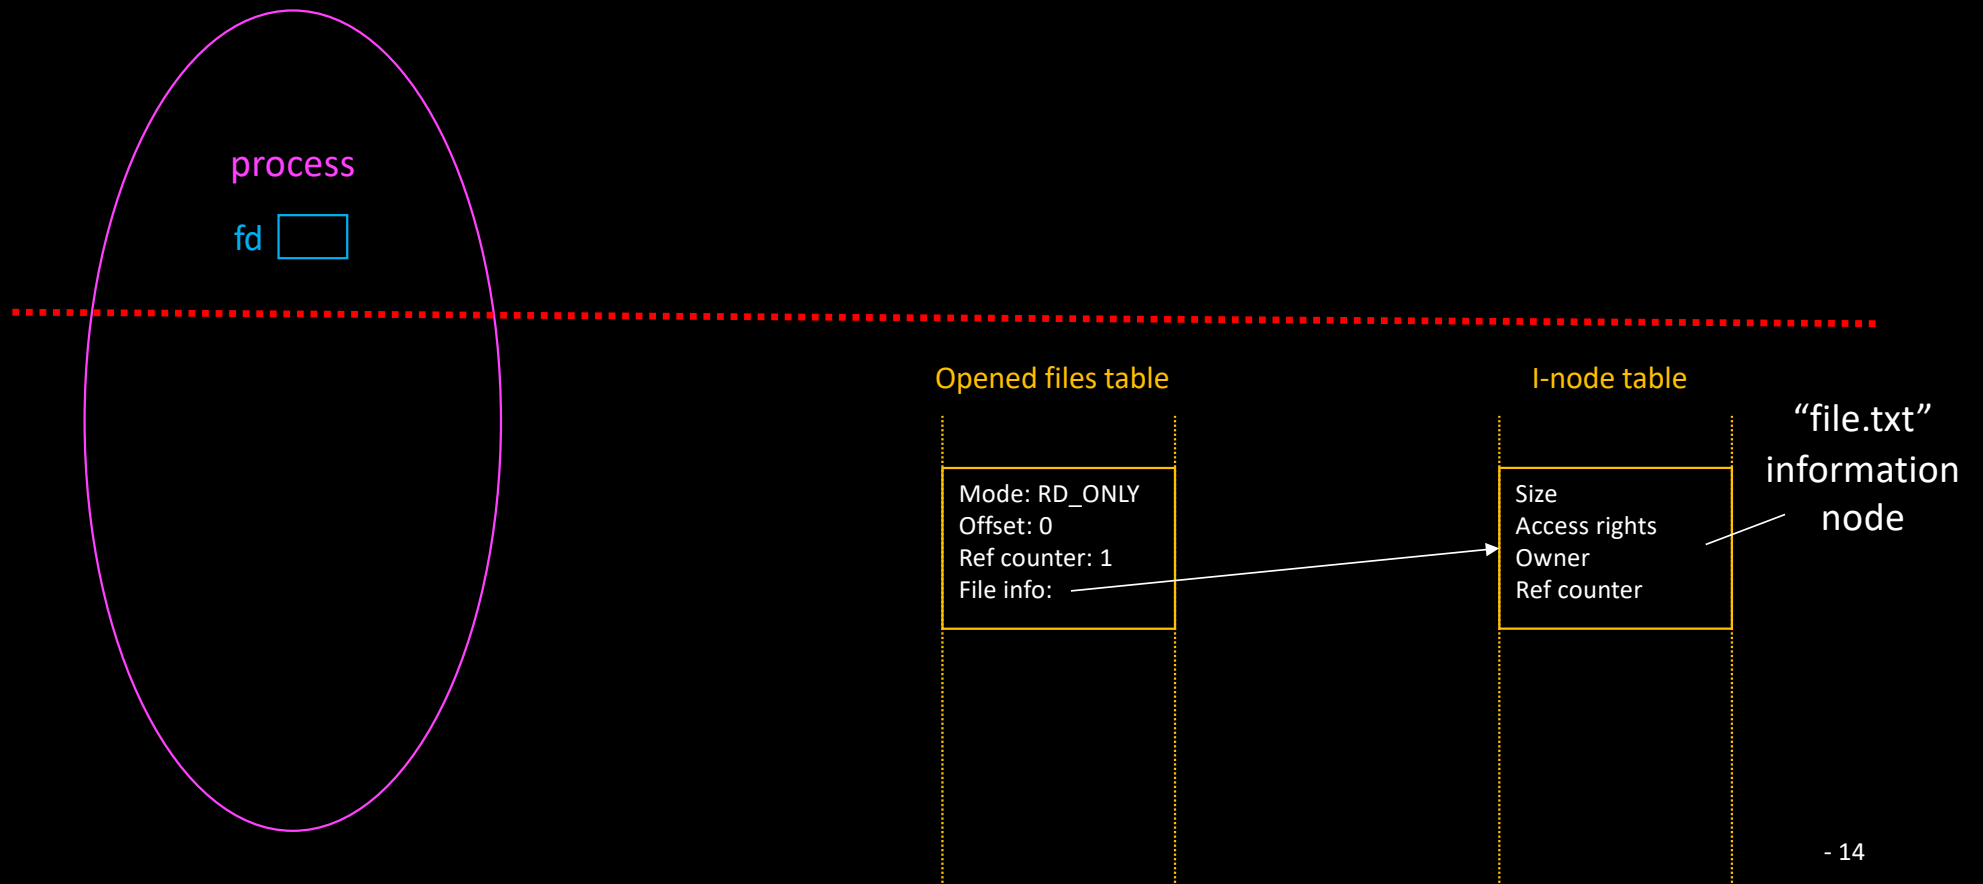 process
fd
Opened files table
I-node table
“file.txt”
information
node
Mode: RD_ONLY
Offset: 0
Ref counter: 1
File info:
Size
Access rights
Owner
Ref counter
- 14